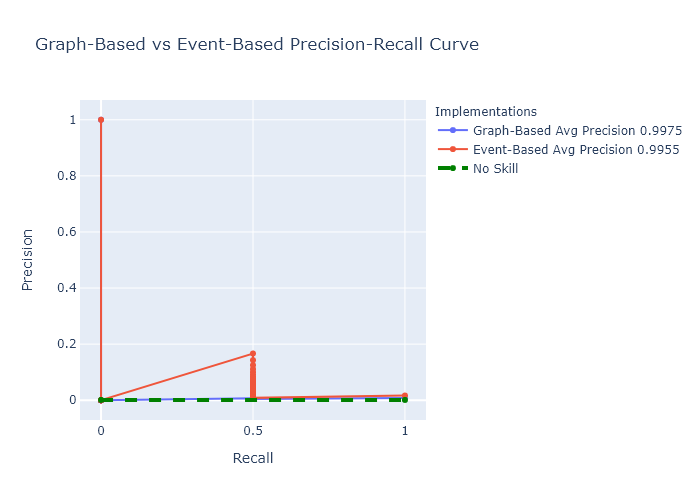 Graph-Based vs Event-Based Precision-Recall Curve
Implementations
Graph-Based Avg Precision 0.9975
Event-Based Avg Precision 0.9955
No Skill
Precision
1
0.8
0.6
0.4
0.2
0
0
0.5
1
Recall